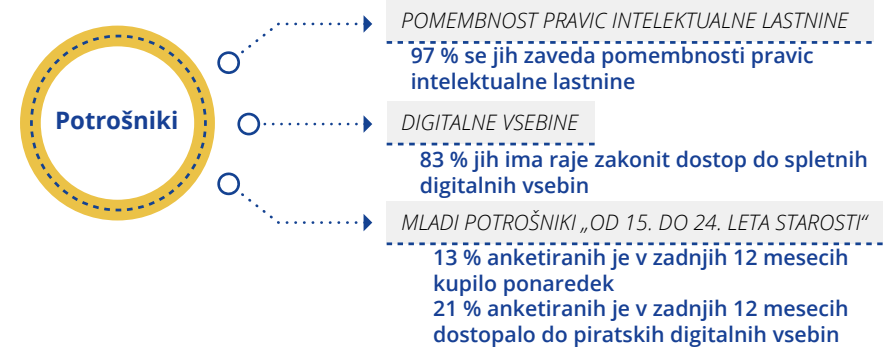 Potrošniki
POMEMBNOST PRAVIC INTELEKTUALNE LASTNINE
97 % se jih zaveda pomembnosti pravic
intelektualne lastnine
DIGITALNE VSEBINE
83 % jih ima raje zakonit dostop do spletnih
digitalnih vsebin
MLADI POTROŠNIKI „OD 15. DO 24. LETA STAROSTI“
13 % anketiranih je v zadnjih 12 mesecih
kupilo ponaredek
21 % anketiranih je v zadnjih 12 mesecih
dostopalo do piratskih digitalnih vsebin